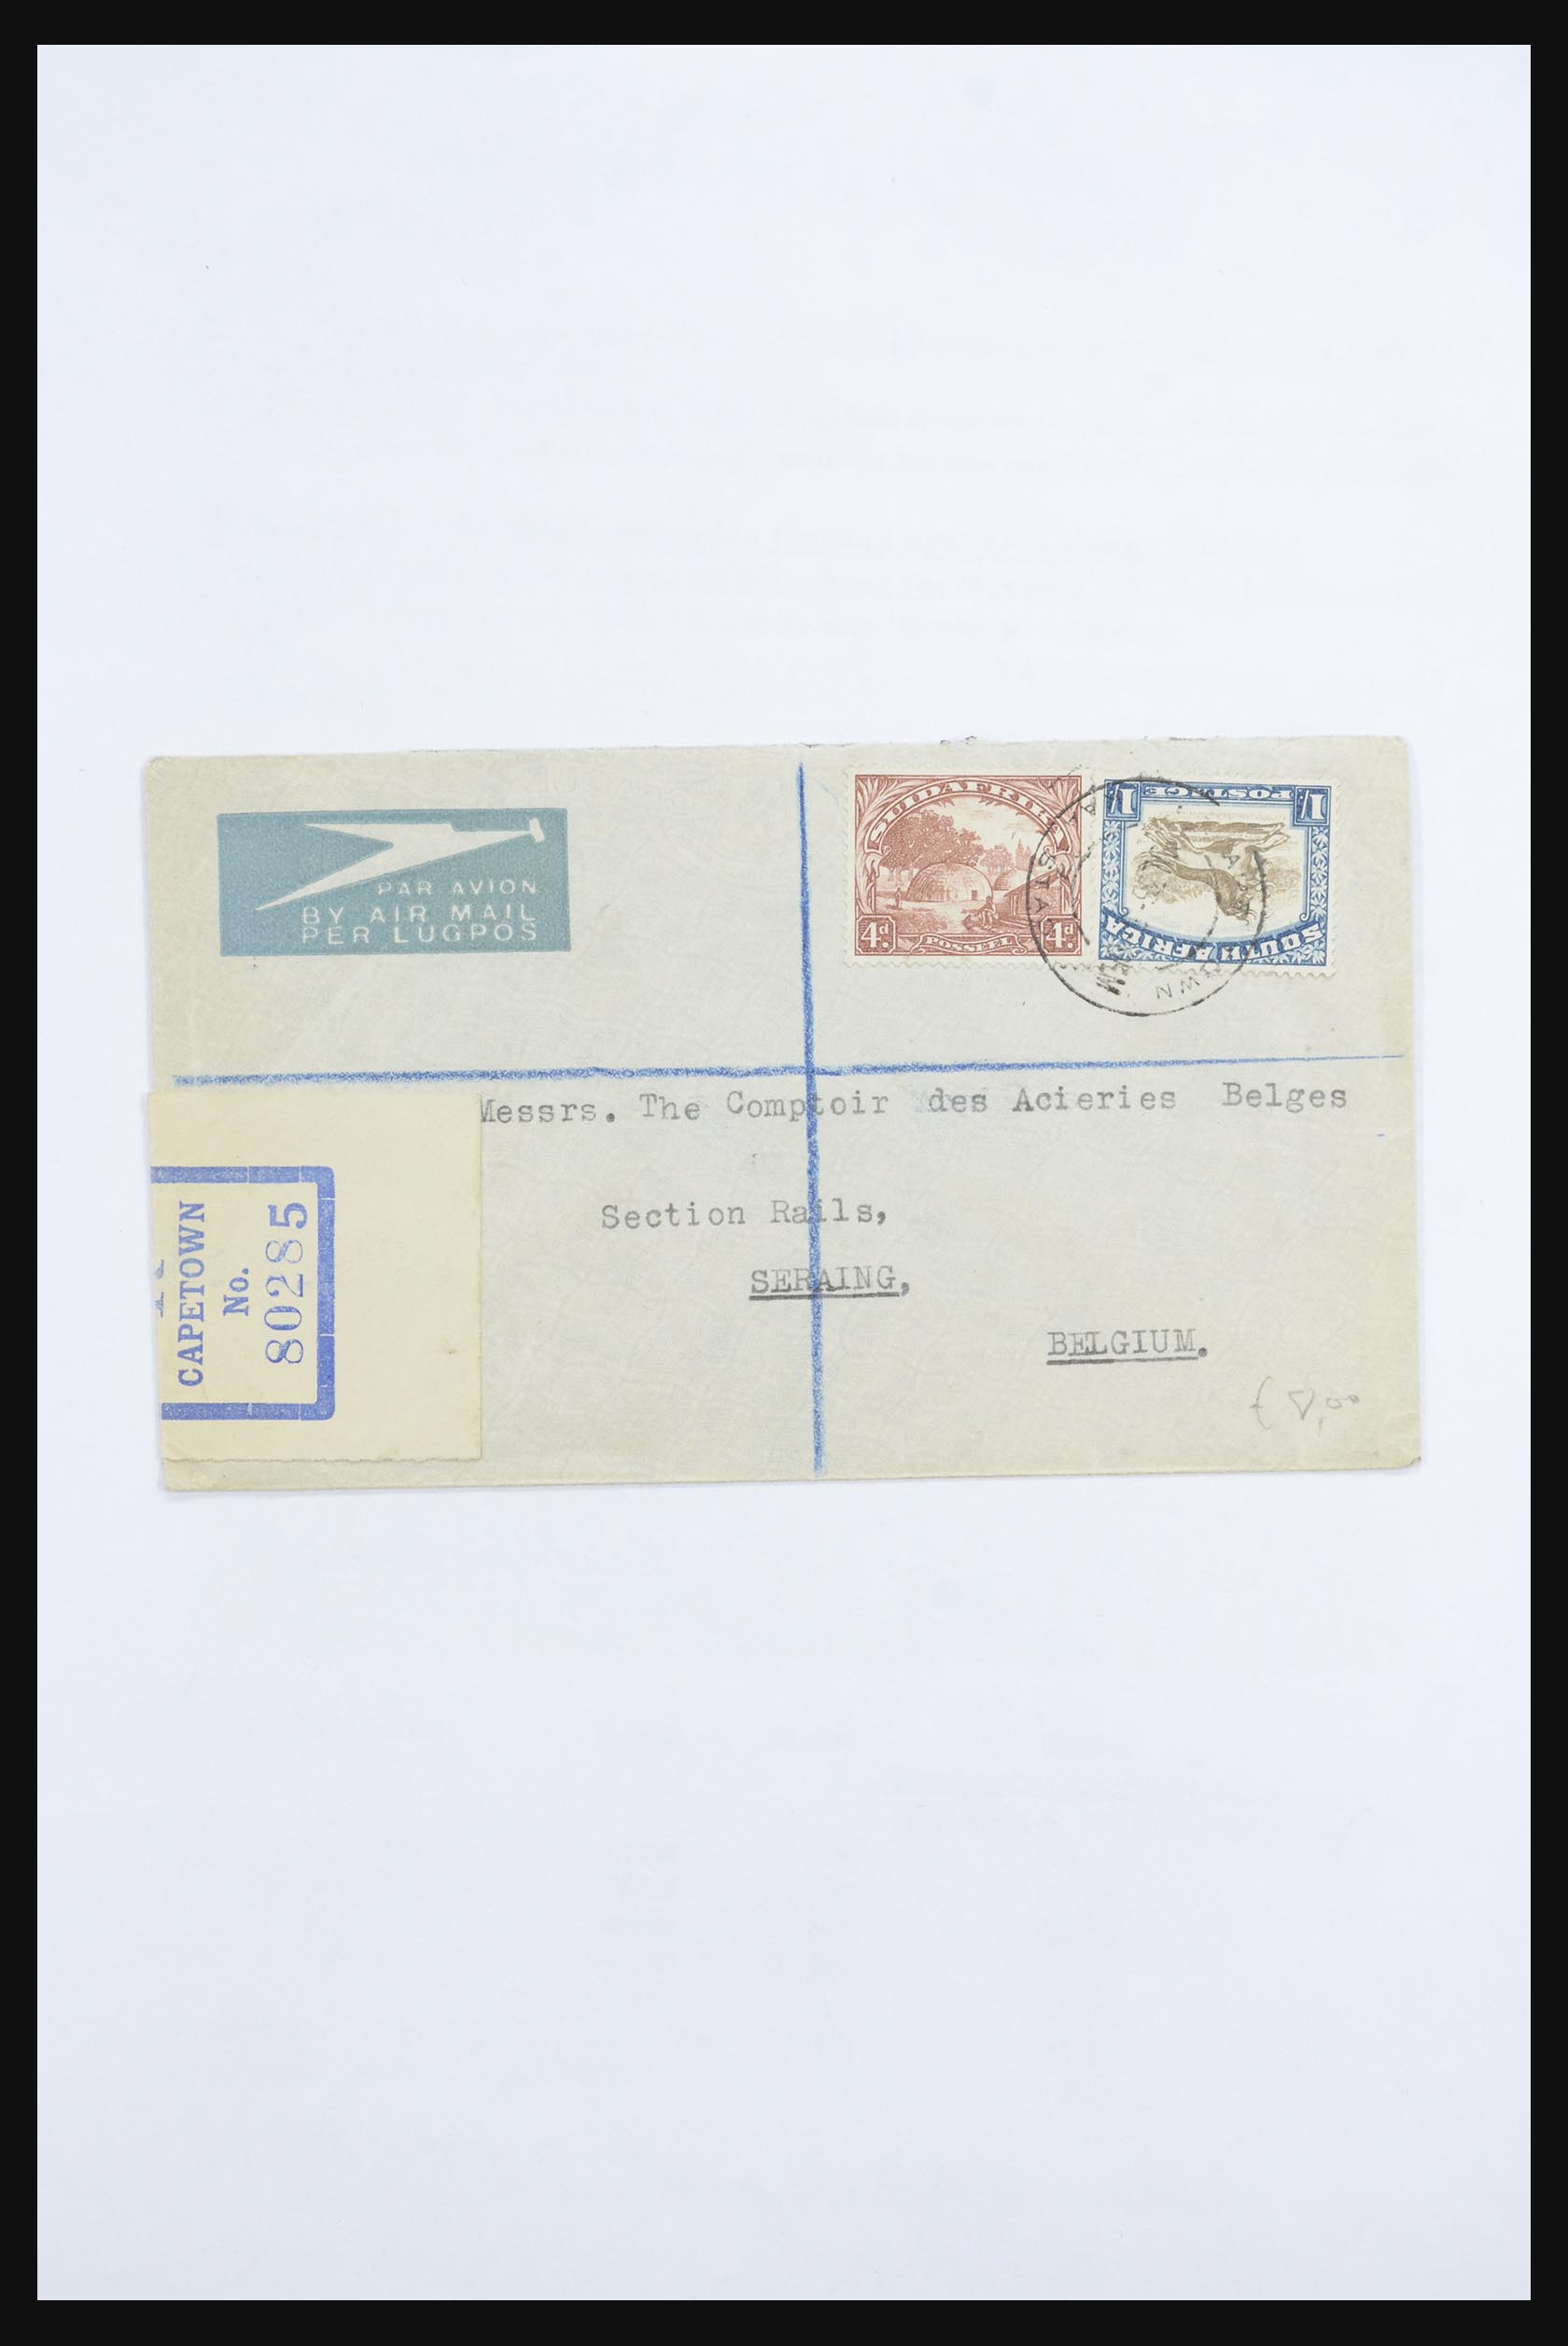 PAR AVION
BY AIR MAIL
PER LUGPOS
SUIDAFRIKA
4d. POSSEEL 4d.
1/ POSTAGE 1/
SOUTH AFRICA
Messrs. The Comptoir des Acieries Belges
Section Rails,
SERAING,
BELGIUM.
CAPETOWN
No.
80285